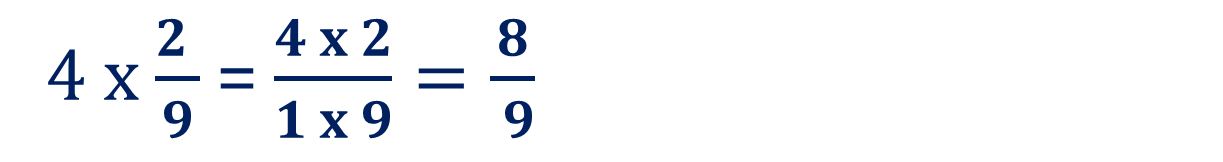 4 x 2/9 = 4 x 2/1 x 9 = 8/9